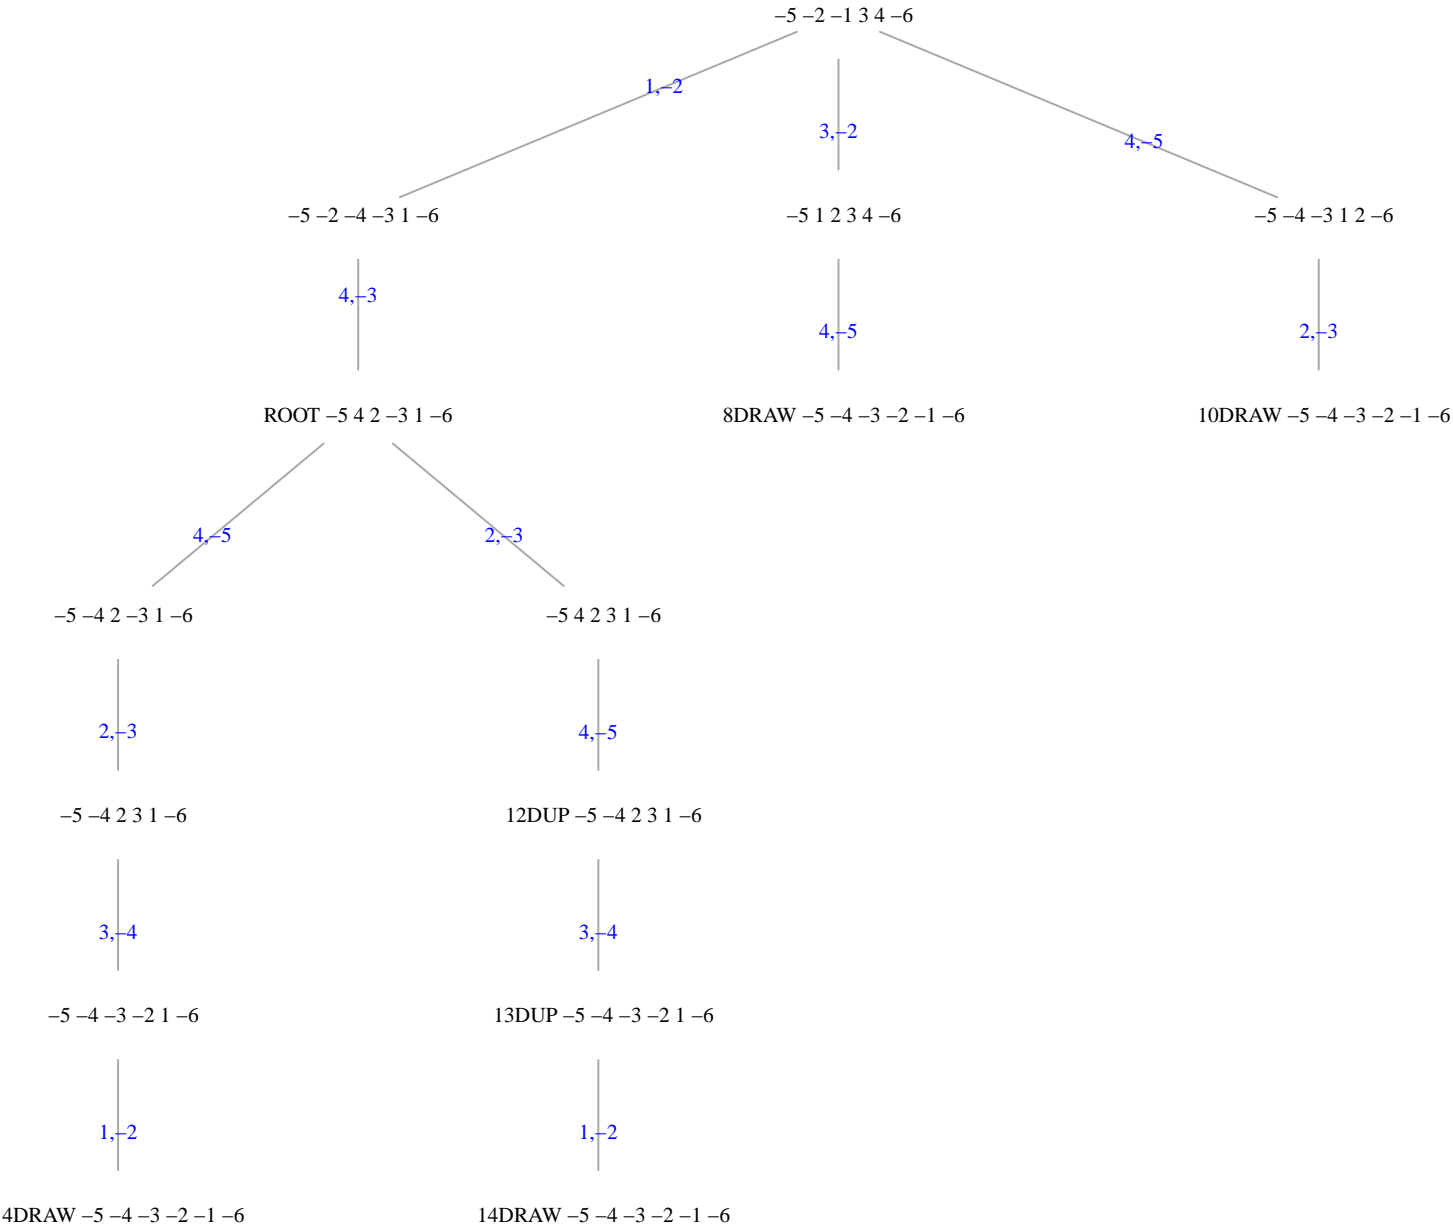 –5 –2 –1 3 4 –6
1,–2
3,–2
4,–5
–5 –2 –4 –3 1 –6
–5 1 2 3 4 –6
–5 –4 –3 1 2 –6
4,–3
4,–5
2,–3
ROOT –5 4 2 –3 1 –6
8DRAW –5 –4 –3 –2 –1 –6
10DRAW –5 –4 –3 –2 –1 –6
4,–5
2,–3
–5 –4 2 –3 1 –6
–5 4 2 3 1 –6
2,–3
4,–5
–5 –4 2 3 1 –6
12DUP –5 –4 2 3 1 –6
3,–4
3,–4
–5 –4 –3 –2 1 –6
13DUP –5 –4 –3 –2 1 –6
1,–2
1,–2
4DRAW –5 –4 –3 –2 –1 –6
14DRAW –5 –4 –3 –2 –1 –6